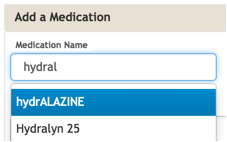 Add a Medication
Medication Name
hydral
hydrALAZINE
Hydralyn 25